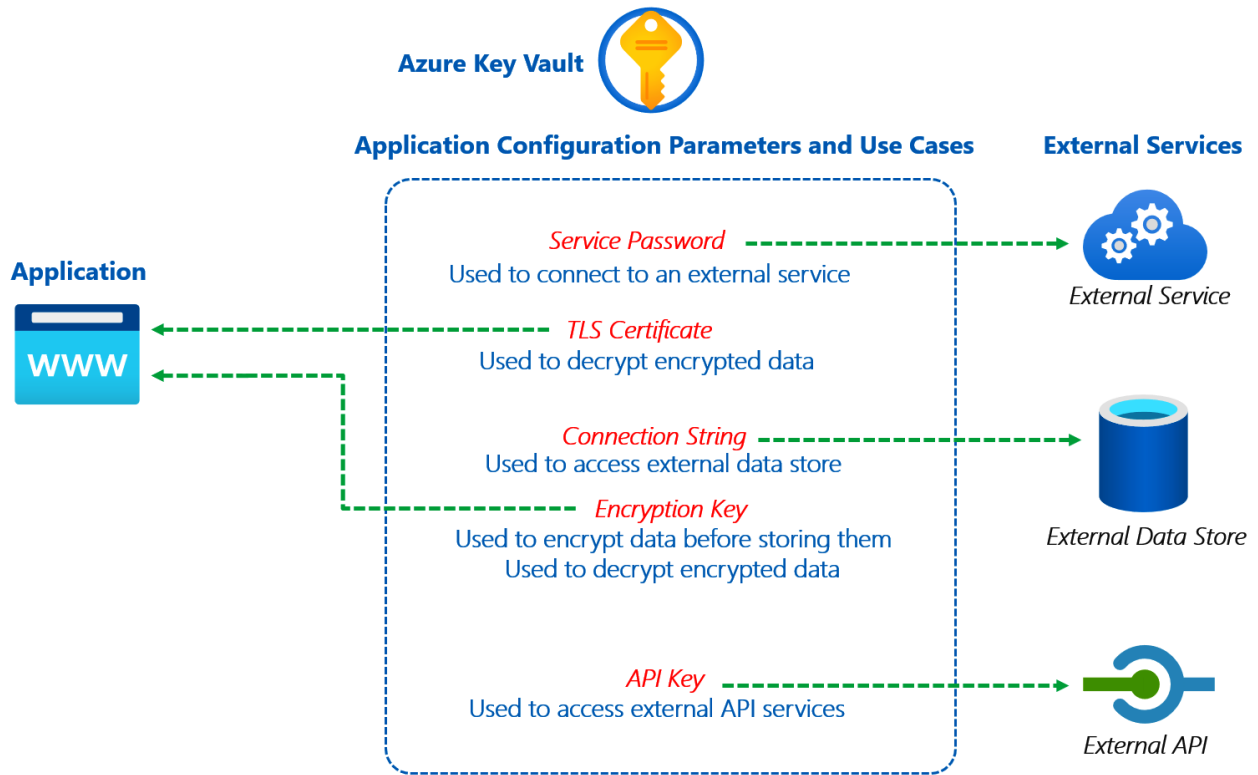 Azure Key Vault
Application Configuration Parameters and Use Cases
External Services
Service Password
Used to connect to an external service
External Service
Application
WWW
TLS Certificate
Used to decrypt encrypted data
Connection String
Used to access external data store
External Data Store
Encryption Key
Used to encrypt data before storing them
Used to decrypt encrypted data
API Key
Used to access external API services
External API